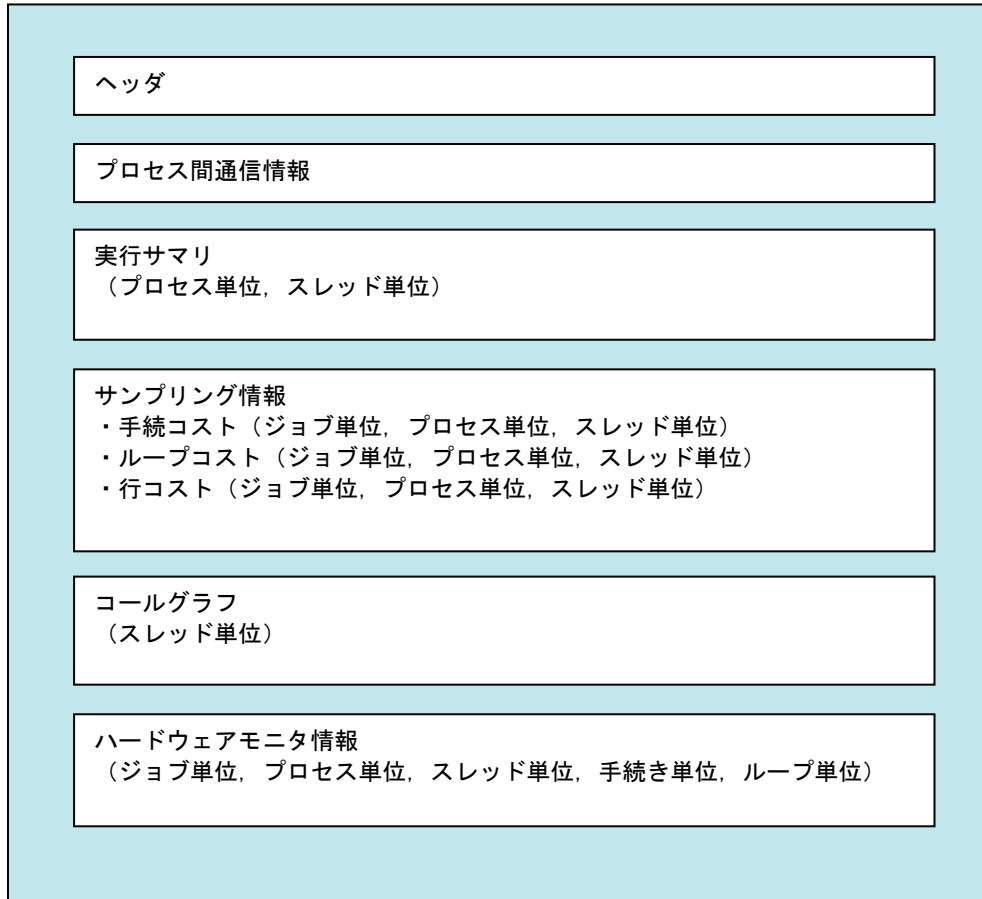 ヘッダ
プロセス間通信情報
実行サマリ
（プロセス単位，スレッド単位）
サンプリング情報
・手続コスト（ジョブ単位，プロセス単位，スレッド単位）
・ループコスト（ジョブ単位，プロセス単位，スレッド単位）
・行コスト（ジョブ単位，プロセス単位，スレッド単位）
コールグラフ
（スレッド単位）
ハードウェアモニタ情報
（ジョブ単位，プロセス単位，スレッド単位，手続き単位，ループ単位）